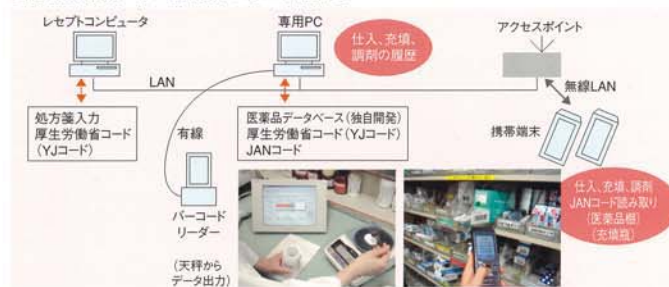 レセプトコンピュータ
専用PC
アクセスポイント
仕入、充填、
調剤の履歴
LAN
無線LAN
処方箋入力
厚生労働省コード
(YJコード)
有線
医薬品データベース(独自開発)
厚生労働省コード(YJコード)
JANコード
携帯端末
バーコード
リーダー
(天秤から
データ出力)
仕入、充填、調剤
JANコード読み取り
(医薬品棚)
(充填瓶)